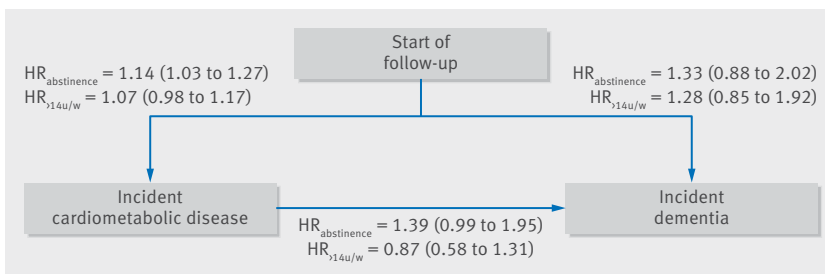 Start of
follow-up
HRabstinence = 1.14 (1.03 to 1.27)
HR›14u/w = 1.07 (0.98 to 1.17)
HRabstinence = 1.33 (0.88 to 2.02)
HR›14u/w = 1.28 (0.85 to 1.92)
Incident
cardiometabolic disease
HRabstinence = 1.39 (0.99 to 1.95)
HR›14u/w = 0.87 (0.58 to 1.31)
Incident
dementia